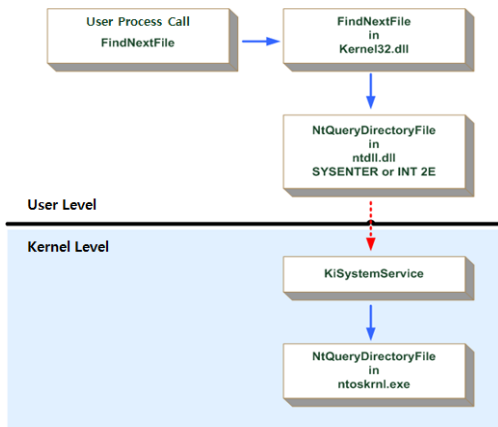 User Process Call
FindNextFile
FindNextFile
in
Kernel32.dll
NtQueryDirectoryFile
in
ntdll.dll
SYSENTER or INT 2E
User Level
Kernel Level
KiSystemService
NtQueryDirectoryFile
in
ntoskrnl.exe